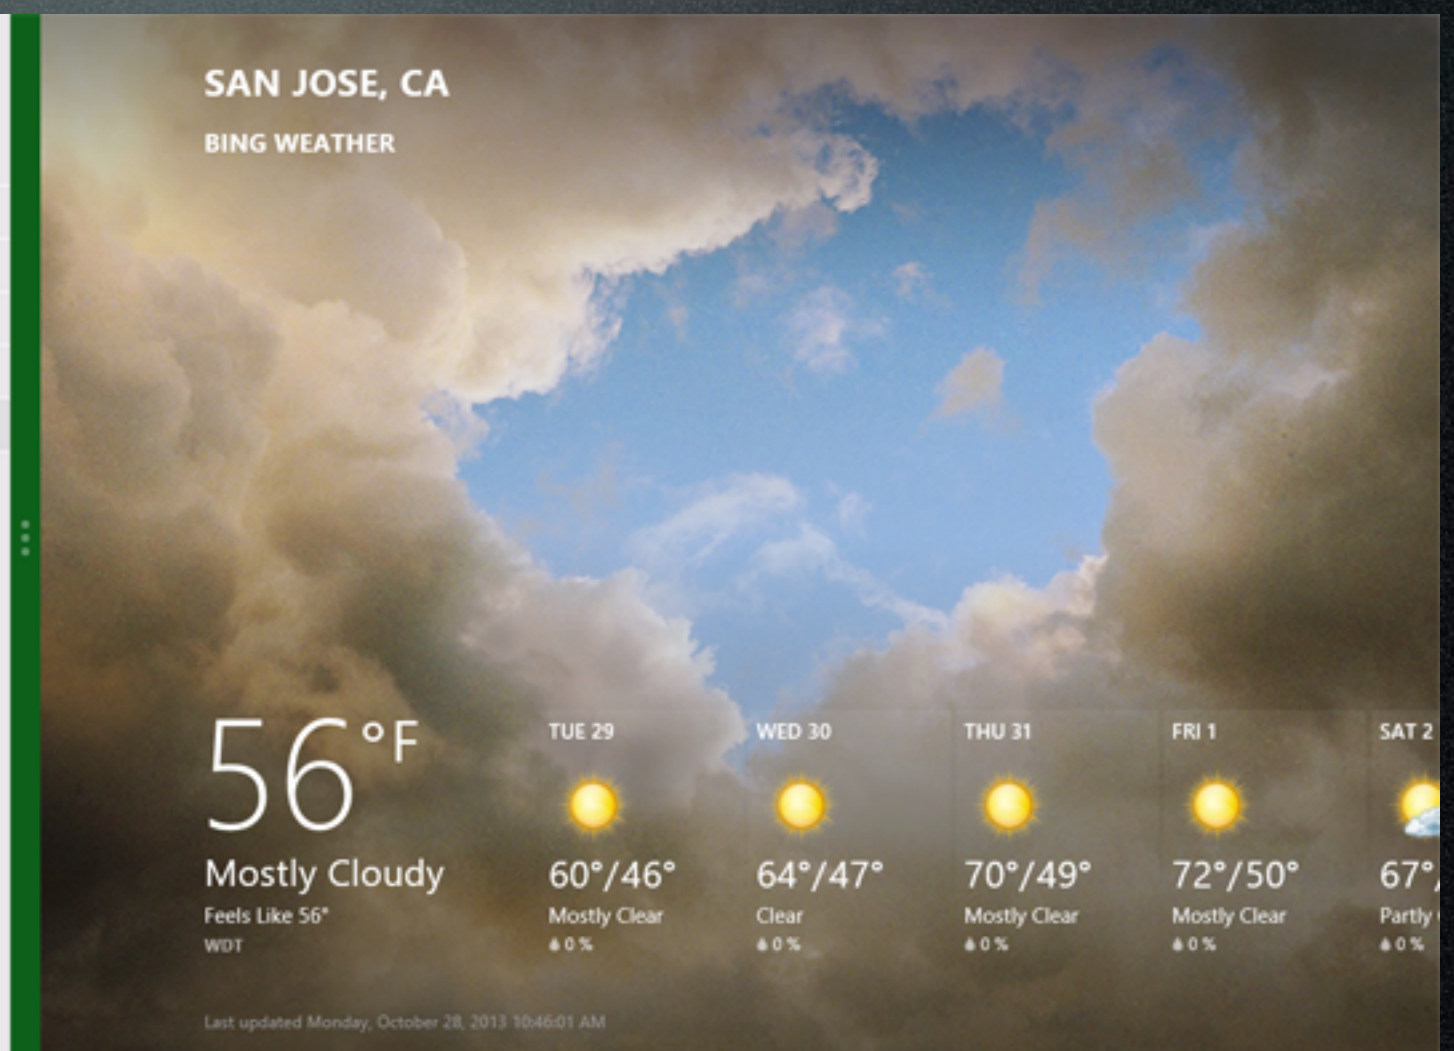 SAN JOSE, CA
BING WEATHER
56°F
Mostly Cloudy
Feels Like 56°
WDT
TUE 29
60°/46°
Mostly Clear
0 %
WED 30
64°/47°
Clear
0 %
THU 31
70°/49°
Mostly Clear
0 %
FRI 1
72°/50°
Mostly Clear
0 %
SAT 2
67°/
Partly
0 %
Last updated Monday, October 28, 2013 10:46:01 AM